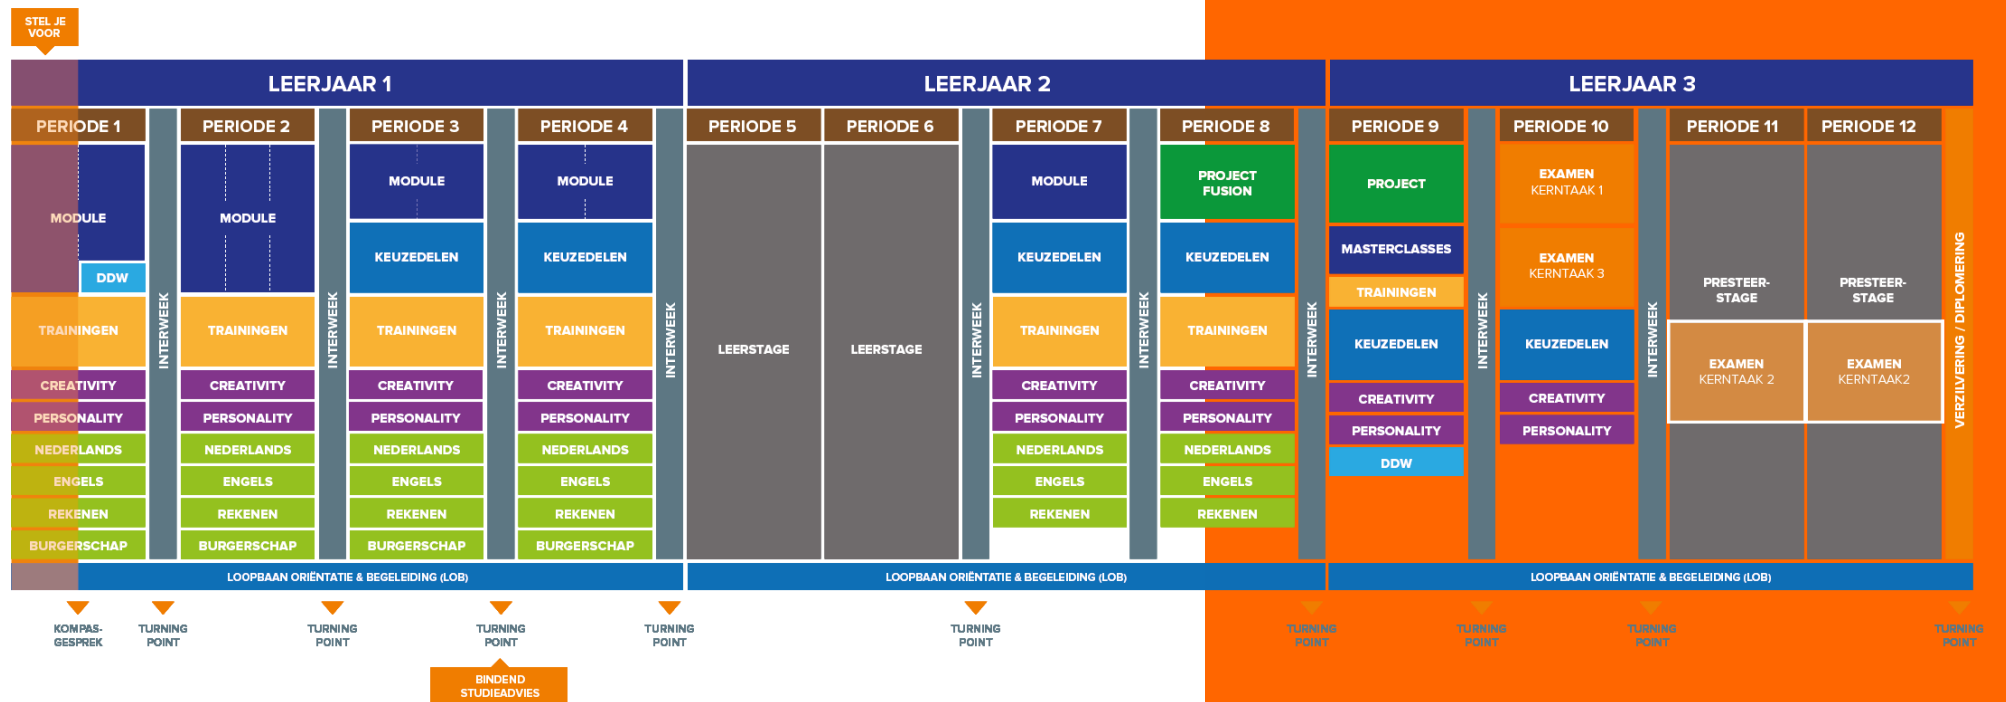 STEL JE
VOOR
LEERJAAR 1
LEERJAAR 2
LEERJAAR 3
PERIODE 1
MODULE
DDW
TRAININGEN
CREATIVITY
PERSONALITY
NEDERLANDS
ENGELS
REKENEN
BURGERSCHAP
INTERWEEK
PERIODE 2
MODULE
TRAININGEN
CREATIVITY
PERSONALITY
NEDERLANDS
ENGELS
REKENEN
BURGERSCHAP
INTERWEEK
PERIODE 3
MODULE
KEUZEDELEN
TRAININGEN
CREATIVITY
PERSONALITY
NEDERLANDS
ENGELS
REKENEN
BURGERSCHAP
INTERWEEK
PERIODE 4
MODULE
KEUZEDELEN
TRAININGEN
CREATIVITY
PERSONALITY
NEDERLANDS
ENGELS
REKENEN
BURGERSCHAP
INTERWEEK
PERIODE 5
LEERSTAGE
PERIODE 6
LEERSTAGE
INTERWEEK
PERIODE 7
MODULE
KEUZEDELEN
TRAININGEN
CREATIVITY
PERSONALITY
NEDERLANDS
ENGELS
REKENEN
PERIODE 8
PROJECT
FUSION
KEUZEDELEN
TRAININGEN
CREATIVITY
PERSONALITY
NEDERLANDS
ENGELS
REKENEN
INTERWEEK
PERIODE 9
PROJECT
MASTERCLASSES
TRAININGEN
KEUZEDELEN
CREATIVITY
PERSONALITY
DDW
INTERWEEK
PERIODE 10
EXAMEN
KERNTAAK 1
EXAMEN
KERNTAAK 3
KEUZEDELEN
CREATIVITY
PERSONALITY
INTERWEEK
PERIODE 11
PRESTEER-
STAGE
EXAMEN
KERNTAAK 2
PERIODE 12
PRESTEER-
STAGE
EXAMEN
KERNTAAK2
VERZILVERING / DIPLOMERING
LOOPBAAN ORIËNTATIE & BEGELEIDING (LOB)
LOOPBAAN ORIËNTATIE & BEGELEIDING (LOB)
LOOPBAAN ORIËNTATIE & BEGELEIDING (LOB)
KOMPAS-
GESPREK
TURNING
POINT
TURNING
POINT
TURNING
POINT
TURNING
POINT
TURNING
POINT
TURNING
POINT
TURNING
POINT
TURNING
POINT
TURNING
POINT
BINDEND
STUDIEADVIES